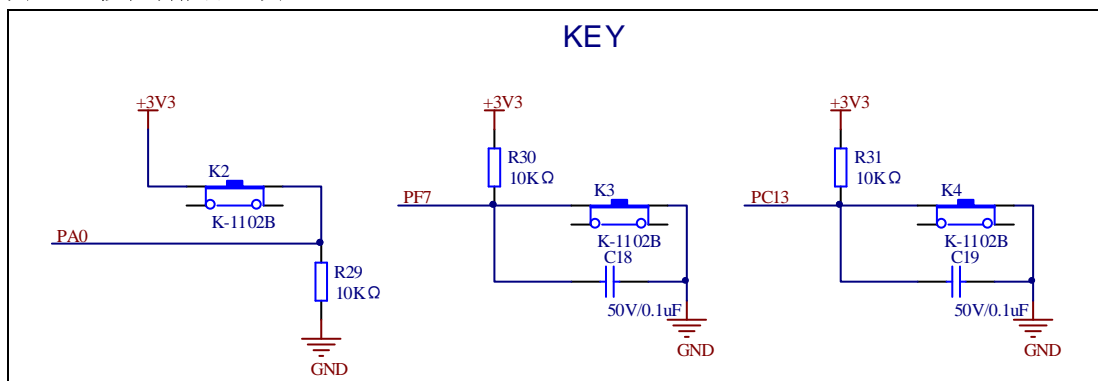 KEY
+3V3
K2
K-1102B
PA0
R29
10KΩ
GND
+3V3
R30
10KΩ
PF7
K3
K-1102B
C18
50V/0.1uF
GND
+3V3
R31
10KΩ
PC13
K4
K-1102B
C19
50V/0.1uF
GND